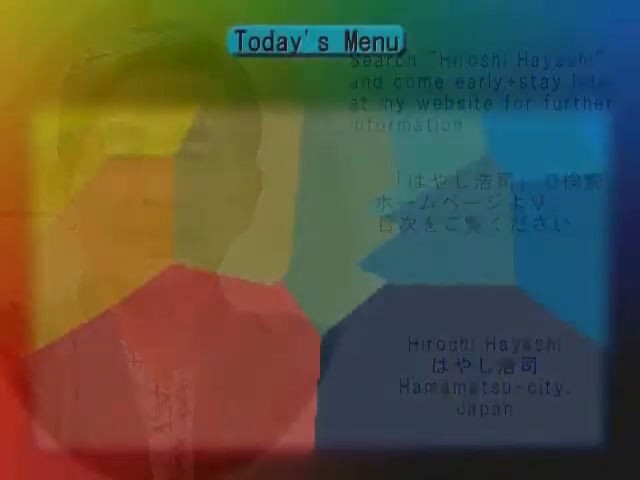 Today's Menu
Search "Hiroshi Hayashi"
and come early+stay late
at my website for further
information
「はやし浩司」で検索
ホームページより
目次をご覧ください
Hiroshi Hayashi
はやし浩司
Hamamatsu-city,
Japan